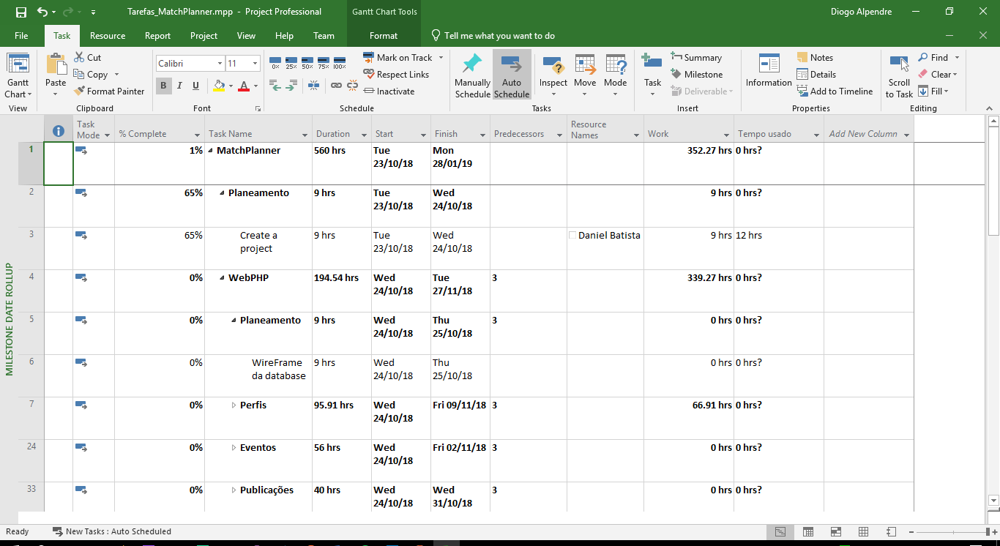 Tarefas_MatchPlanner.mpp - Project Professional
Gantt Chart Tools
Diogo Alpendre
File Task Resource Report Project View Help Team Format Tell me what you want to do
Gantt Chart
View
Paste
Cut
Copy
Format Painter
Clipboard
Calibri 11
B I U A
Font
0% 25% 50% 75% 100%
Mark on Track
Respect Links
Inactivate
Schedule
Manually Schedule
Auto Schedule
Inspect
Move
Mode
Tasks
Task
Summary
Milestone
Deliverable
Insert
Information
Notes
Details
Add to Timeline
Properties
Scroll to Task
Find
Clear
Fill
Editing
Task Mode % Complete Task Name Duration Start Finish Predecessors Resource Names Work Tempo usado Add New Column
1 1% MatchPlanner 560 hrs Tue 23/10/18 Mon 28/01/19 352.27 hrs 0 hrs?
2 65% Planeamento 9 hrs Tue 23/10/18 Wed 24/10/18 9 hrs 0 hrs?
3 65% Create a project 9 hrs Tue 23/10/18 Wed 24/10/18 Daniel Batista 9 hrs 12 hrs
4 0% WebPHP 194.54 hrs Wed 24/10/18 Tue 27/11/18 3 339.27 hrs 0 hrs?
5 0% Planeamento 9 hrs Wed 24/10/18 Thu 25/10/18 3 0 hrs 0 hrs?
6 0% WireFrame da database 9 hrs Wed 24/10/18 Thu 25/10/18 0 hrs 0 hrs?
7 0% Perfis 95.91 hrs Wed 24/10/18 Fri 09/11/18 3 66.91 hrs 0 hrs?
24 0% Eventos 56 hrs Wed 24/10/18 Fri 02/11/18 3 0 hrs 0 hrs?
33 0% Publicações 40 hrs Wed 24/10/18 Wed 31/10/18 3 0 hrs 0 hrs?
MILESTONE DATE ROLLUP
Ready New Tasks : Auto Scheduled